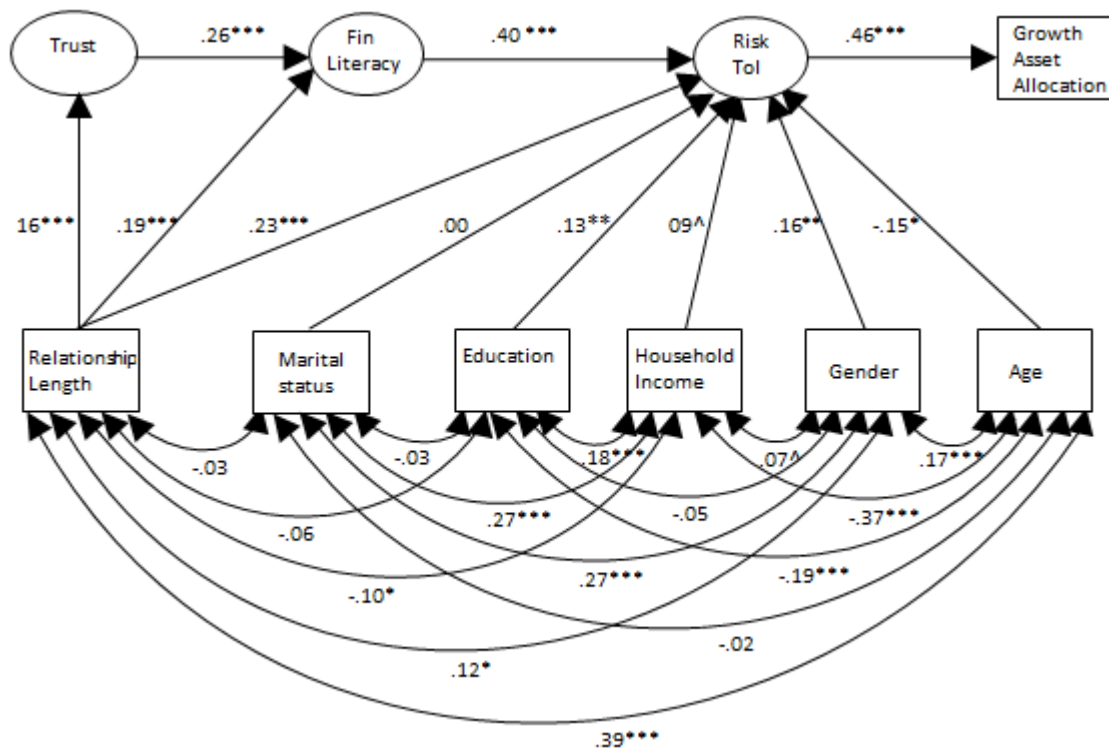 Trust
.26***
Fin
Literacy
.40 ***
Risk
Tol
.46***
Growth
Asset
Allocation
16***
.19***
.23***
.00
.13**
09^
.16**
-.15*
Relationship
Length
Marital
status
Education
Household
Income
Gender
Age
-.03
-.03
.18***
.07^
.17***
-.06
.27***
-.05
-.37***
-.10*
.27***
-.19***
.12*
-.02
.39***